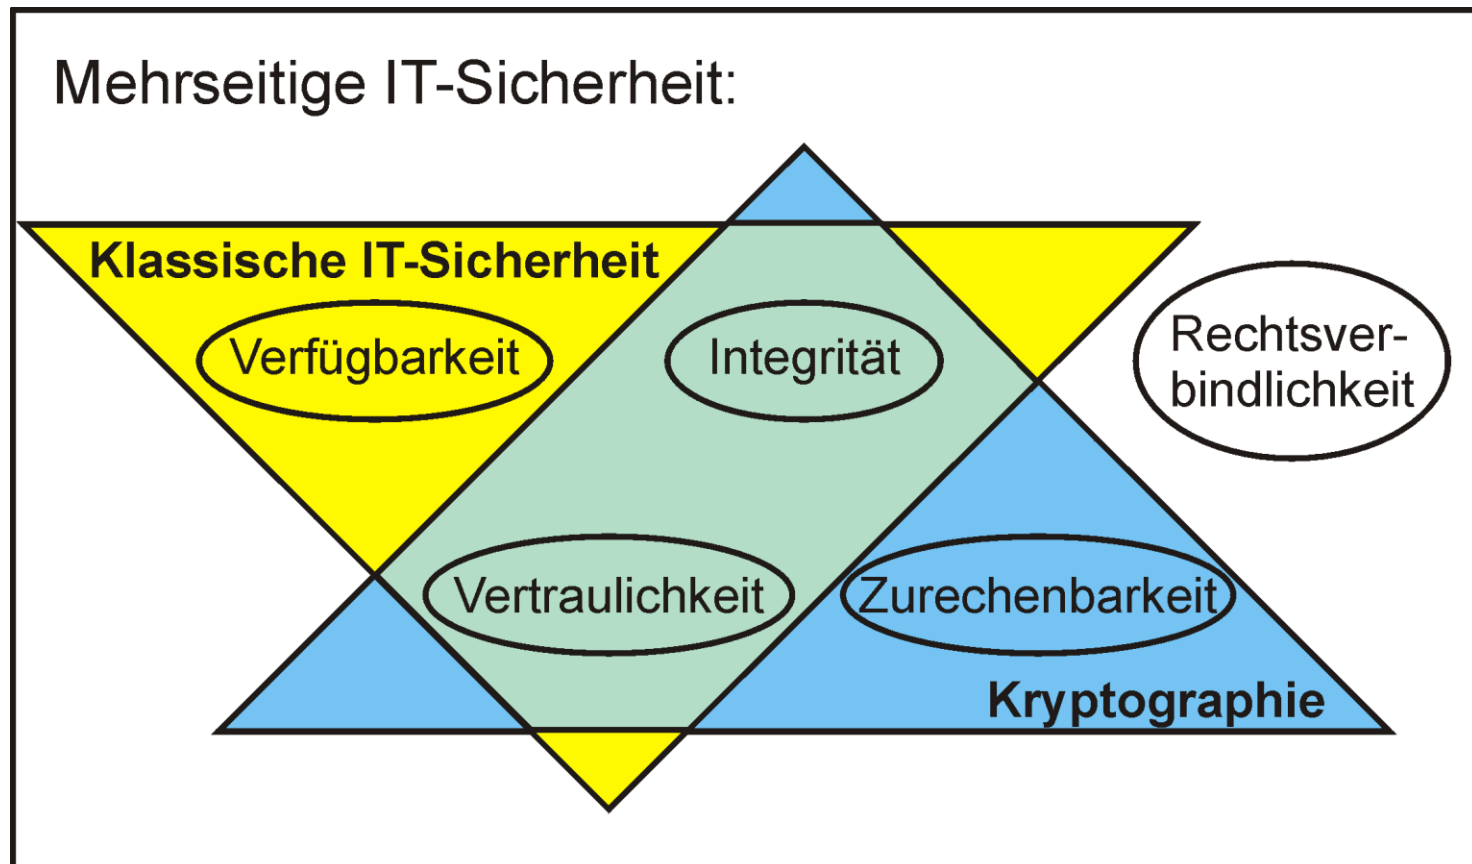 Mehrseitige IT-Sicherheit:
Klassische IT-Sicherheit
Verfügbarkeit
Integrität
Rechtsver-
bindlichkeit
Vertraulichkeit
Zurechenbarkeit
Kryptographie